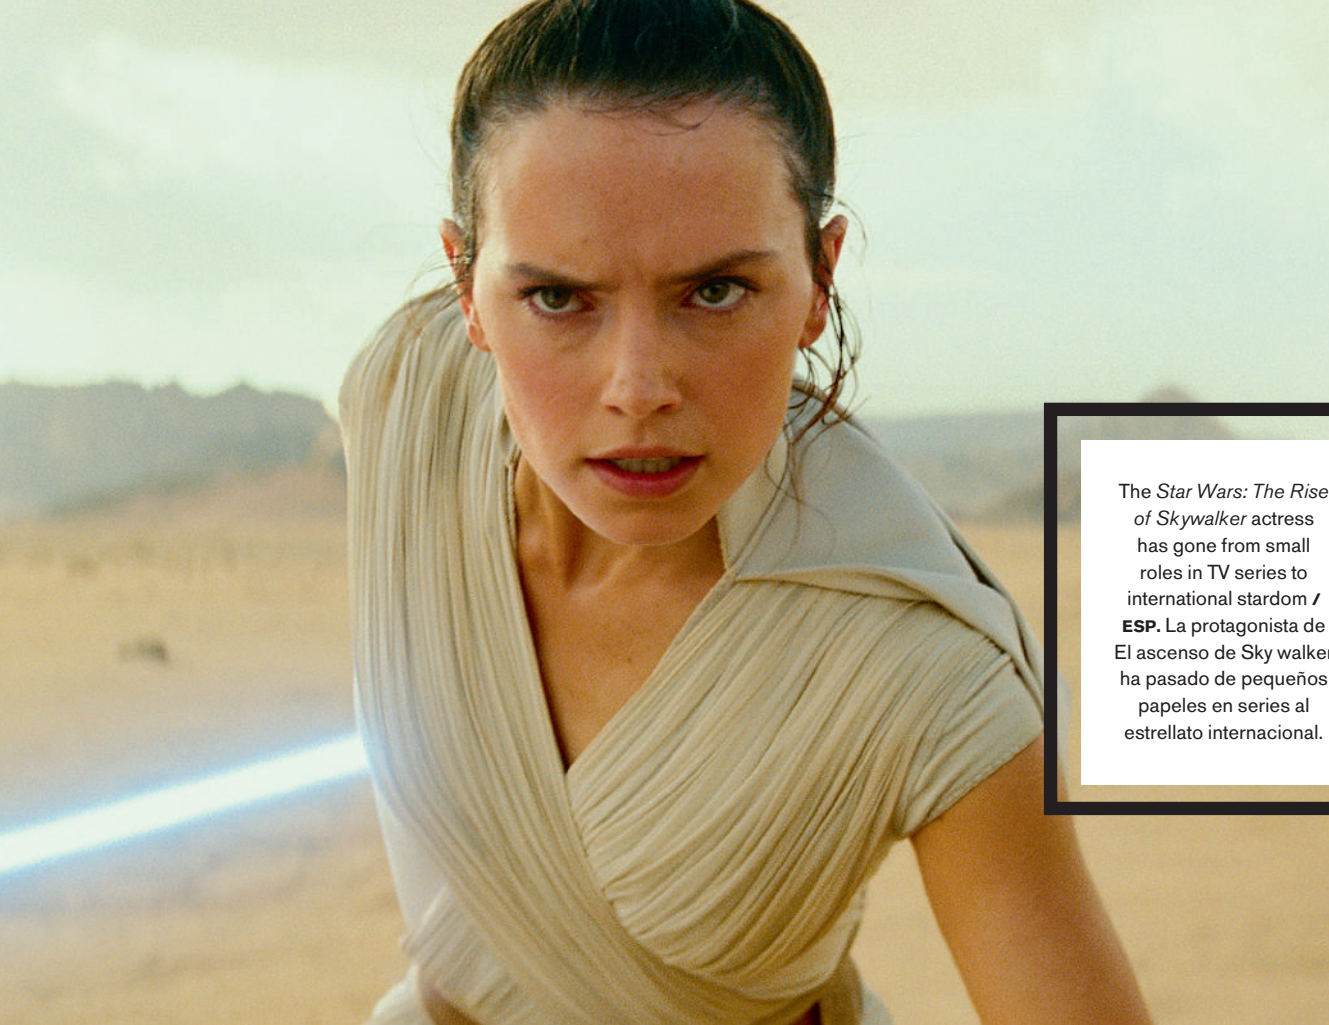 The Star Wars: The Rise
of Skywalker actress
has gone from small
roles in TV series to
international stardom /
ESP. La protagonista de
El ascenso de Sky walker
ha pasado de pequeños
papeles en series al
estrellato internacional.